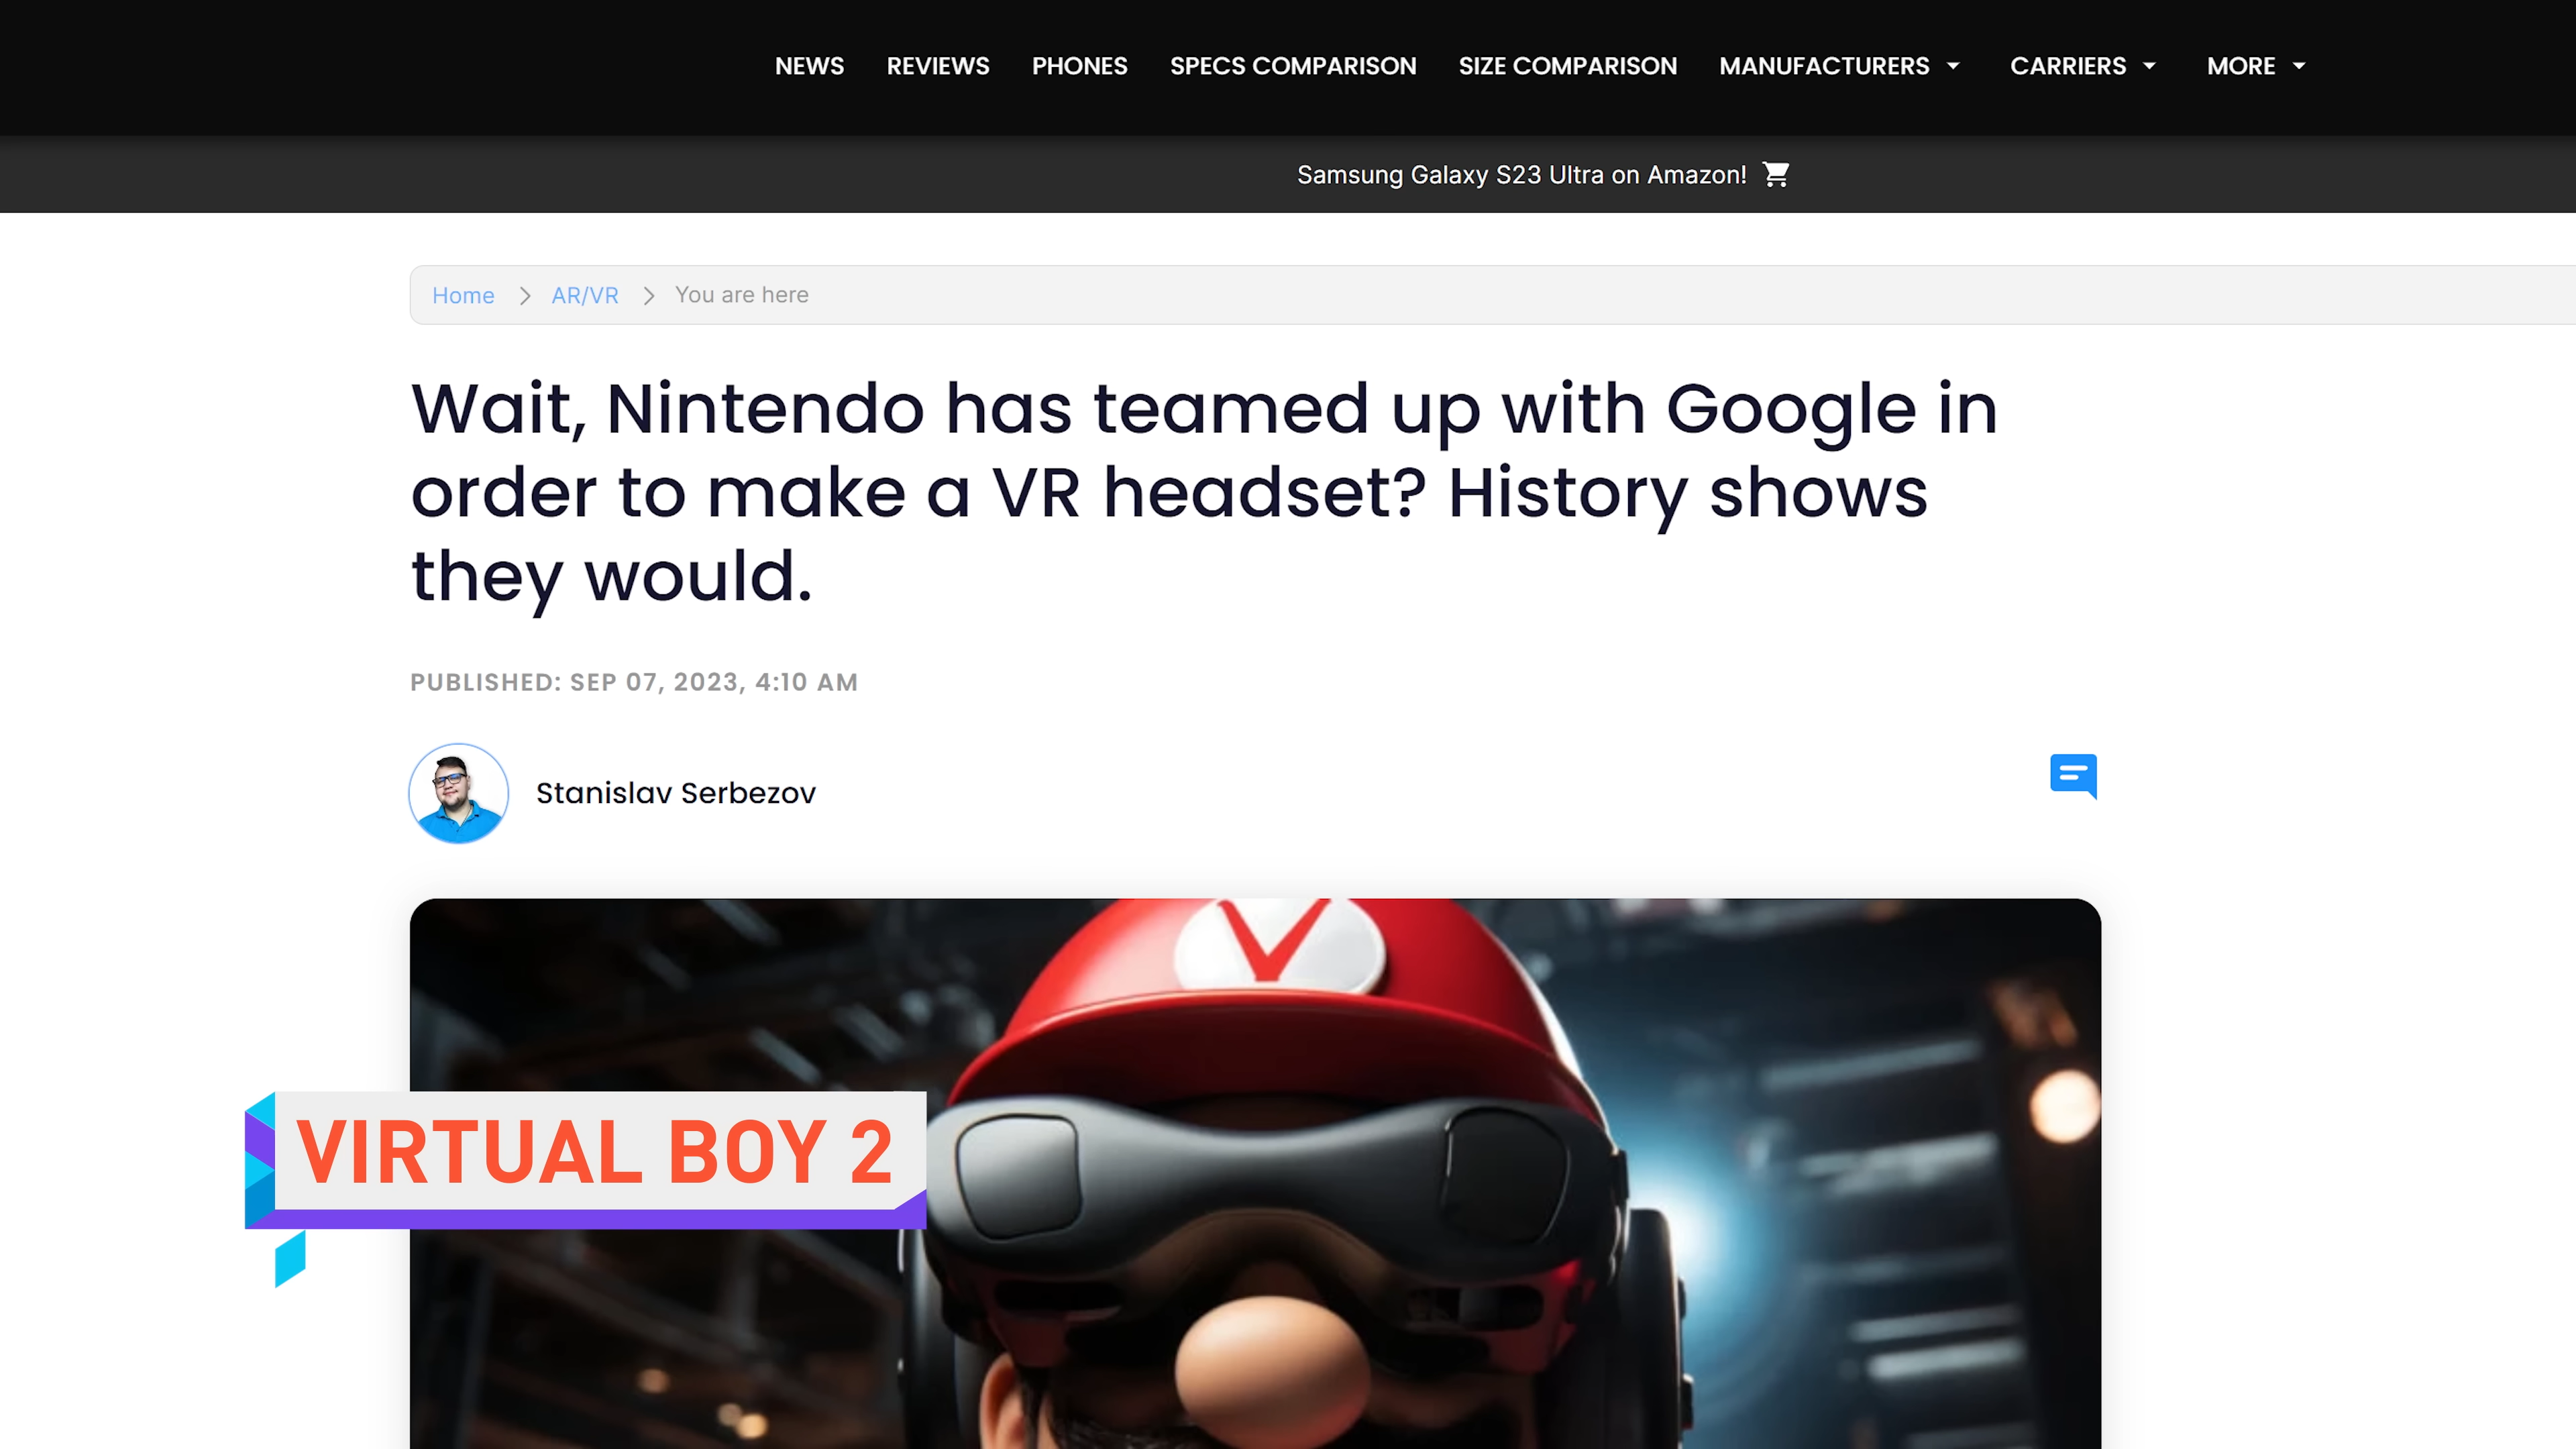 NEWS REVIEWS PHONES SPECS COMPARISON SIZE COMPARISON MANUFACTURERS CARRIERS MORE
Samsung Galaxy S23 Ultra on Amazon!
Home > AR/VR > You are here
Wait, Nintendo has teamed up with Google in
order to make a VR headset? History shows
they would.
PUBLISHED: SEP 07, 2023, 4:10 AM
Stanislav Serbezov
V
VIRTUAL BOY 2